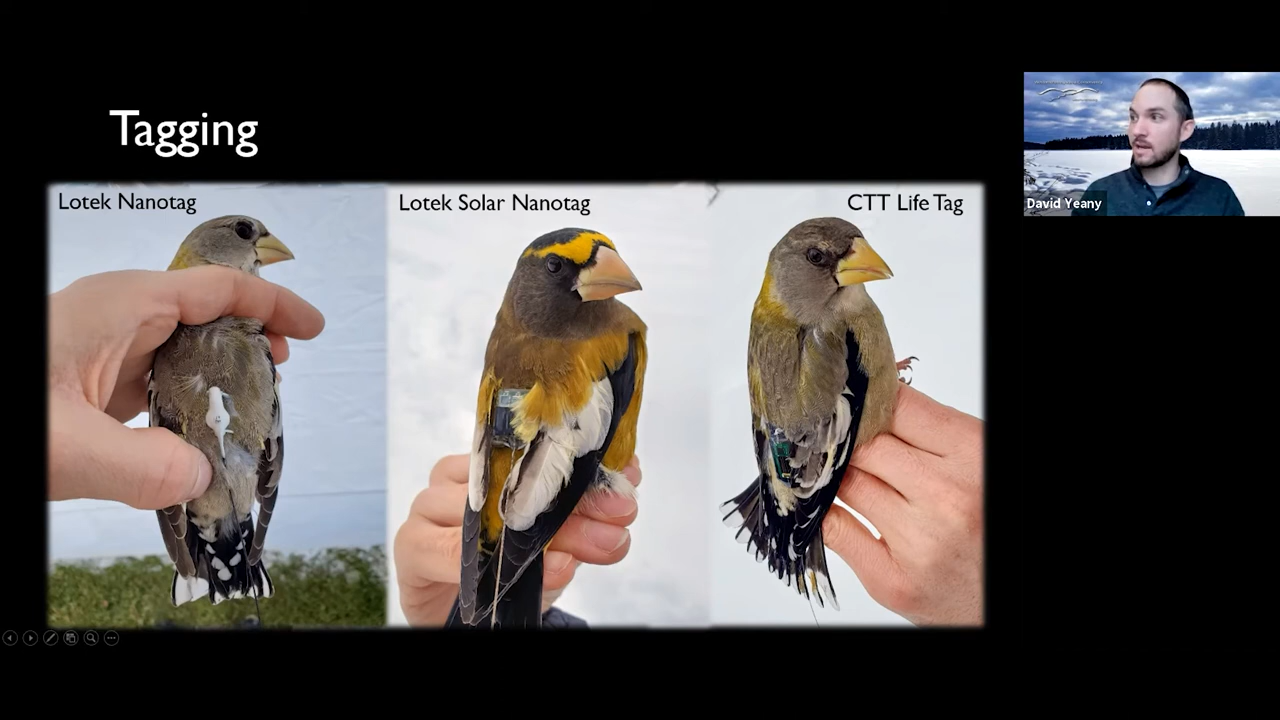 Tagging
Lotek Nanotag
Lotek Solar Nanotag
CTT Life Tag
David Yeany